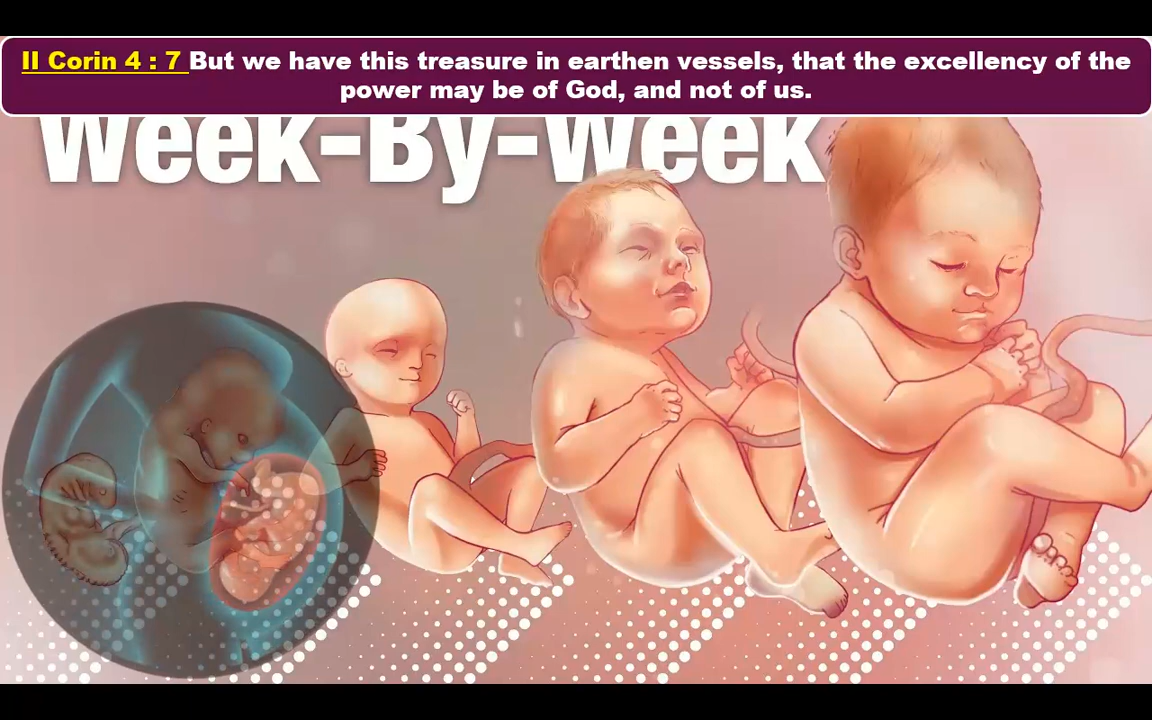 II Corin 4 : 7 But we have this treasure in earthen vessels, that the excellency of the
power may be of God, and not of us.
Week-By-Week